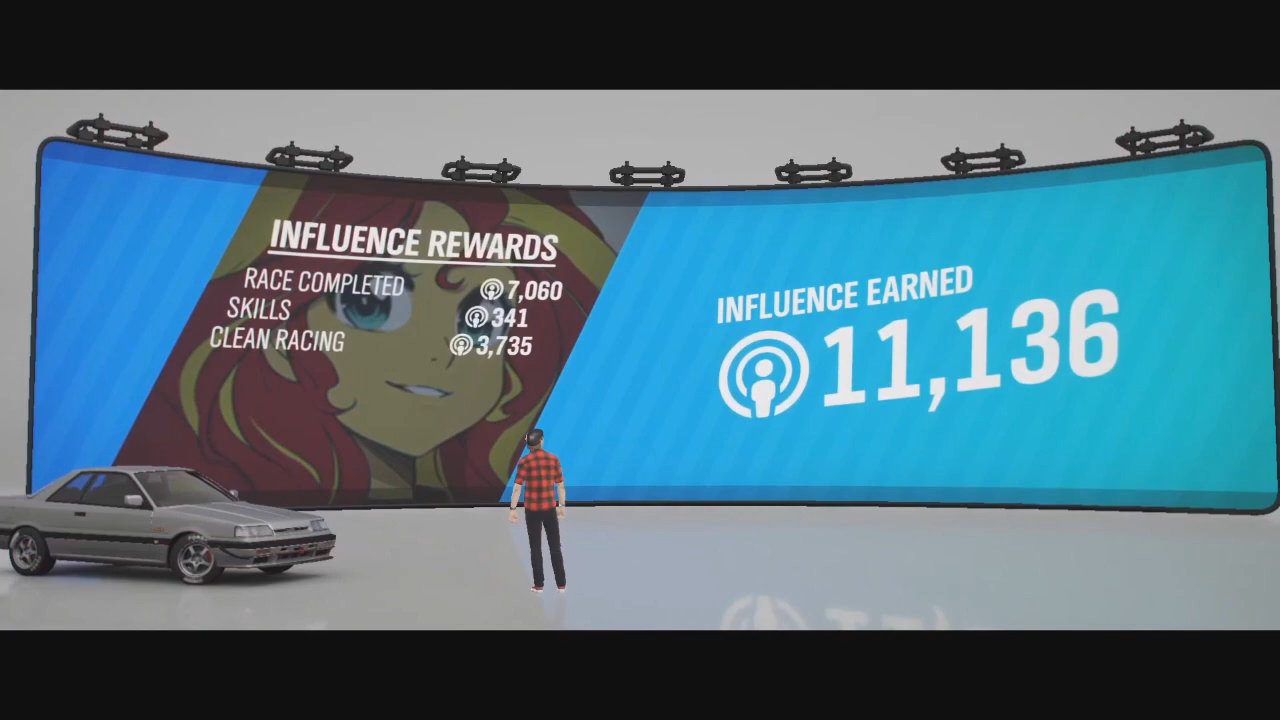 INFLUENCE REWARDS
RACE COMPLETED 7,060
SKILLS 341
CLEAN RACING 3,735
INFLUENCE EARNED
11,136